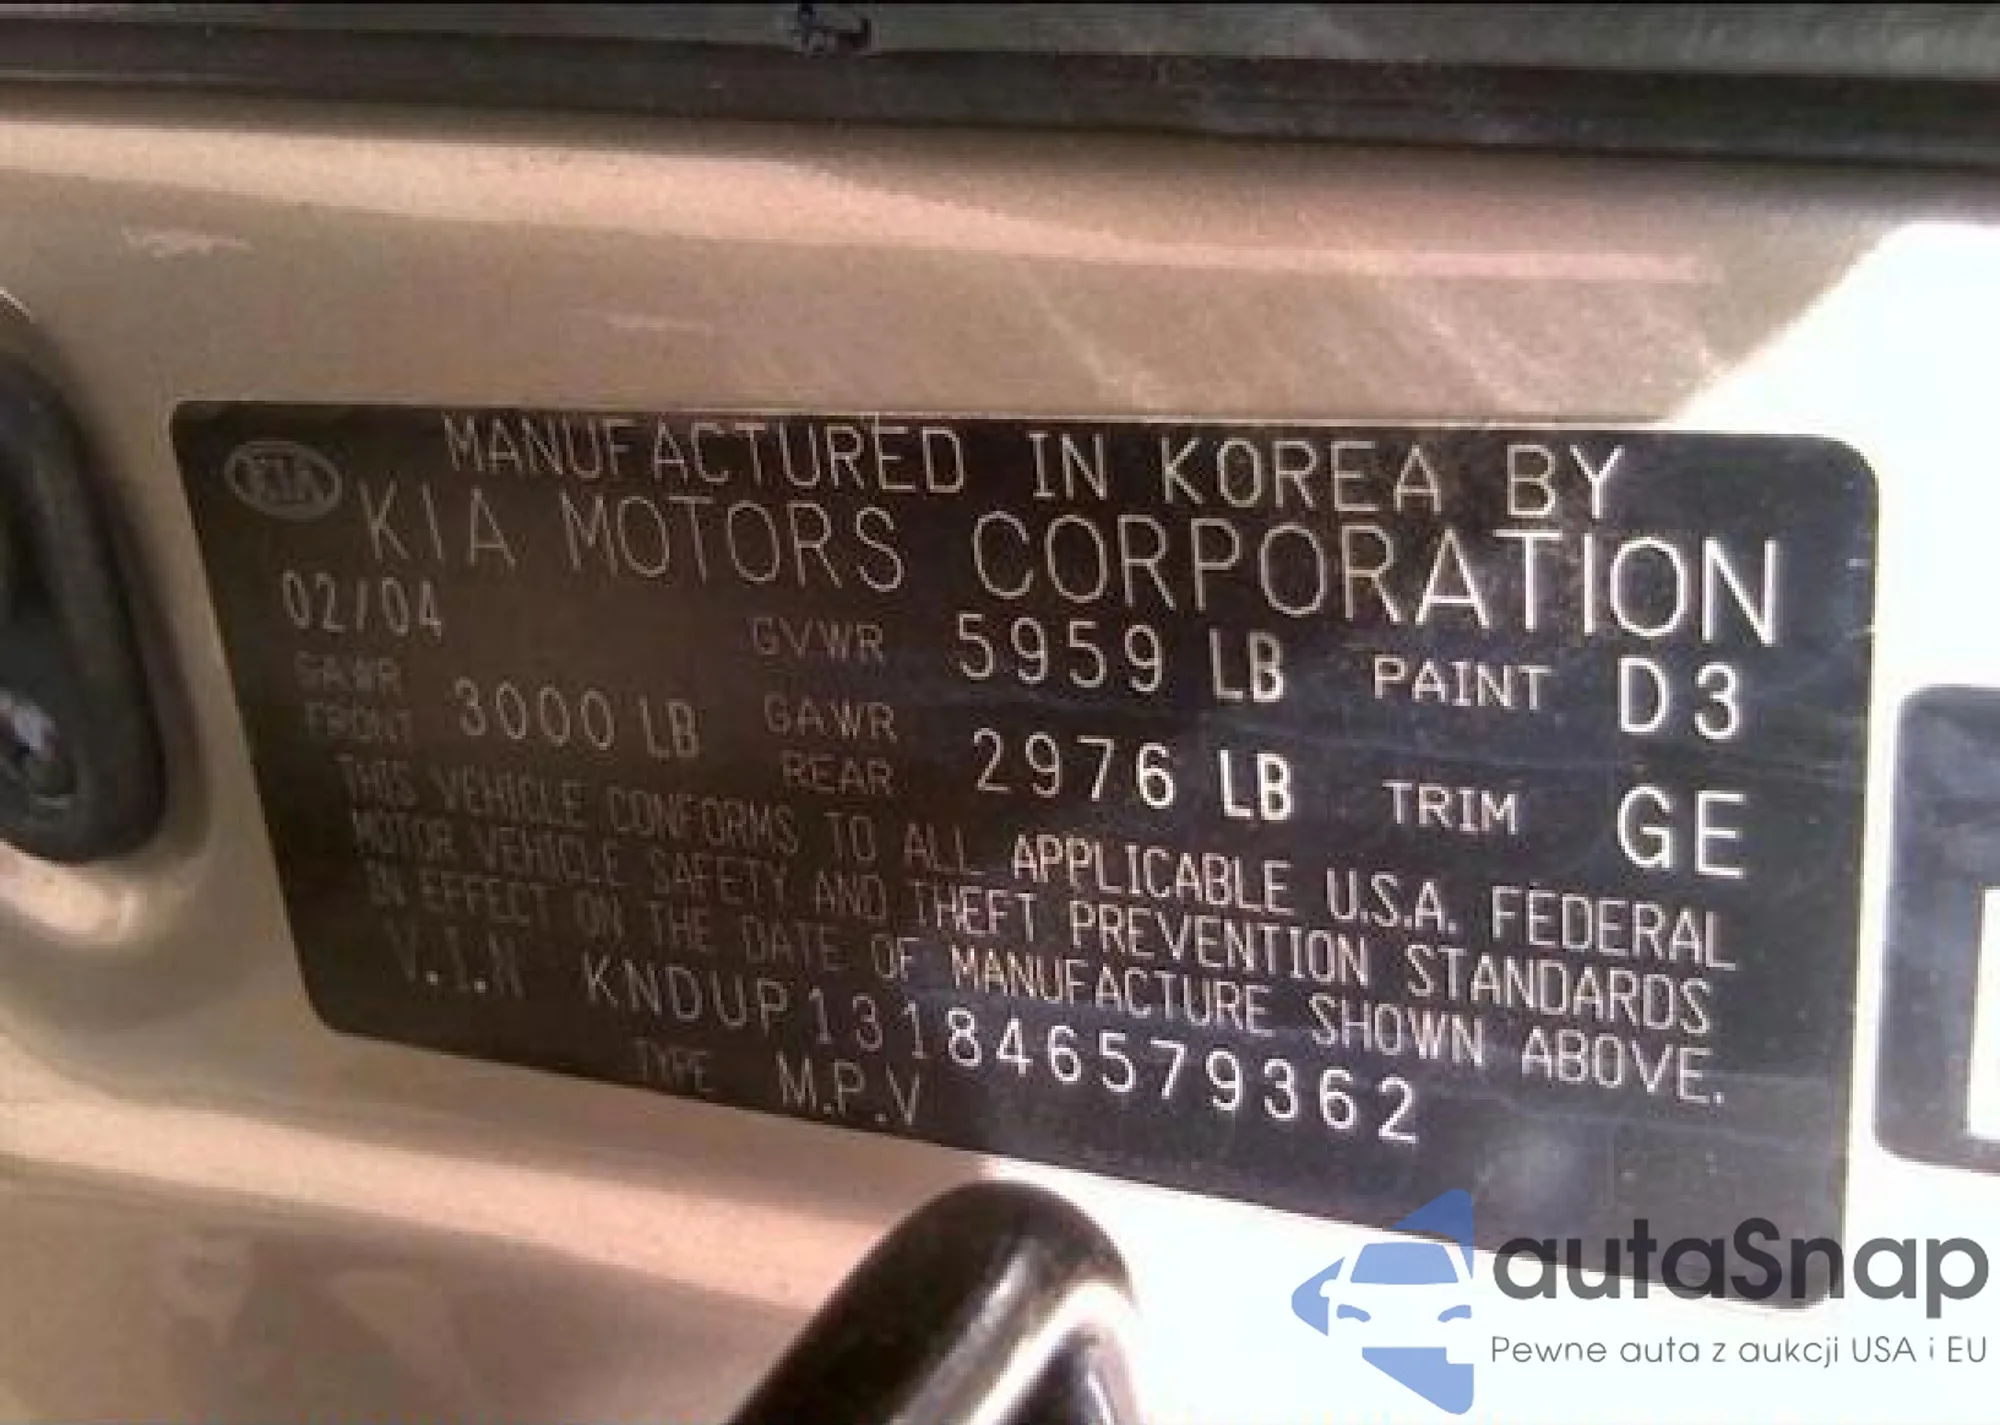 KIA
MANUFACTURED IN KOREA BY
KIA MOTORS CORPORATION
02/04 GVWR 5959 LB PAINT D3
GAWR FRONT 3000 LB GAWR REAR 2976 LB TRIM GE
THIS VEHICLE CONFORMS TO ALL APPLICABLE U.S.A. FEDERAL
MOTOR VEHICLE SAFETY AND THEFT PREVENTION STANDARDS
IN EFFECT ON THE DATE OF MANUFACTURE SHOWN ABOVE.
V.I.N KNDUP131846579362
TYPE M.P.V
autaSnap
Pewne auta z aukcji USA i EU